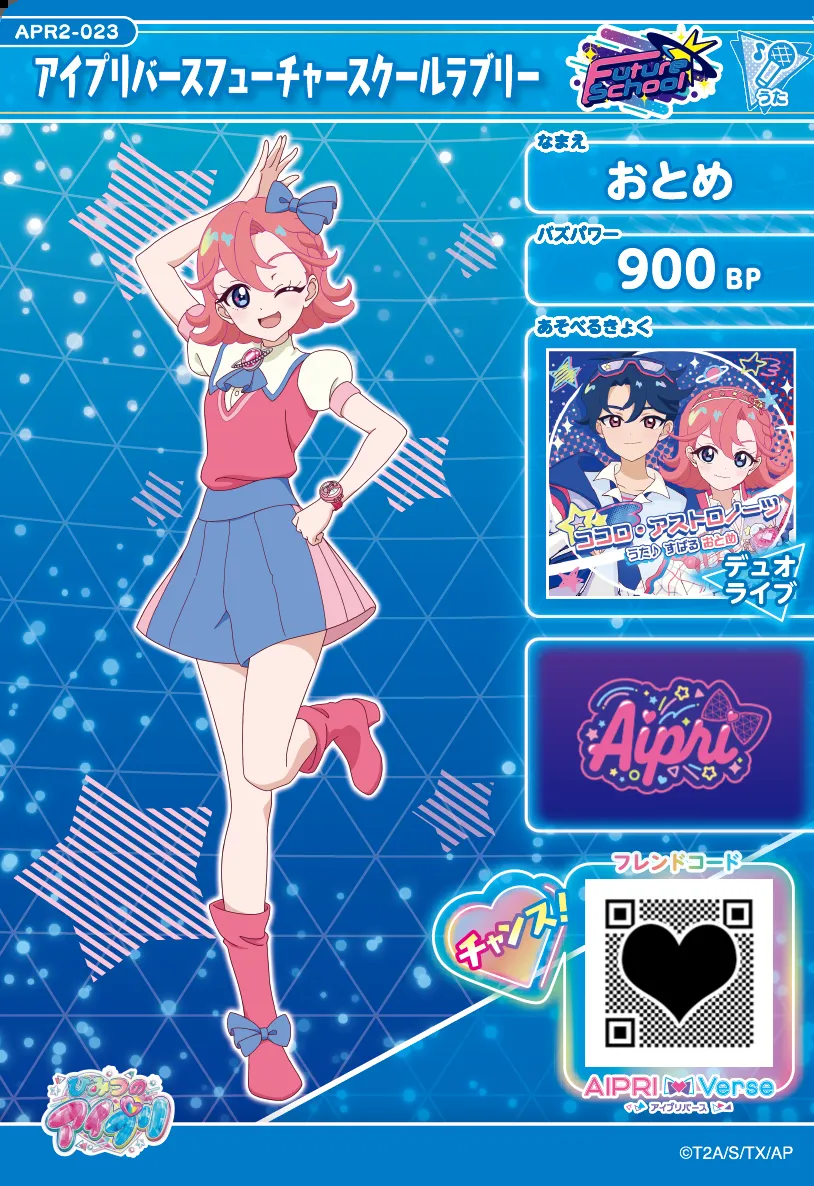 APR2-023
アイプリバースフューチャースクールラブリー
Future
School
うた
なまえ
おとめ
バズパワー
900 BP
あそべるきょく
ココロ・アストロノーツ
うた♪ すばる おとめ
デュオ
ライブ
Aipri
フレンドコード
チャンス!
AIPRI Verse
アイプリバース
ひみつの
アイプリ
©T2A/S/TX/AP